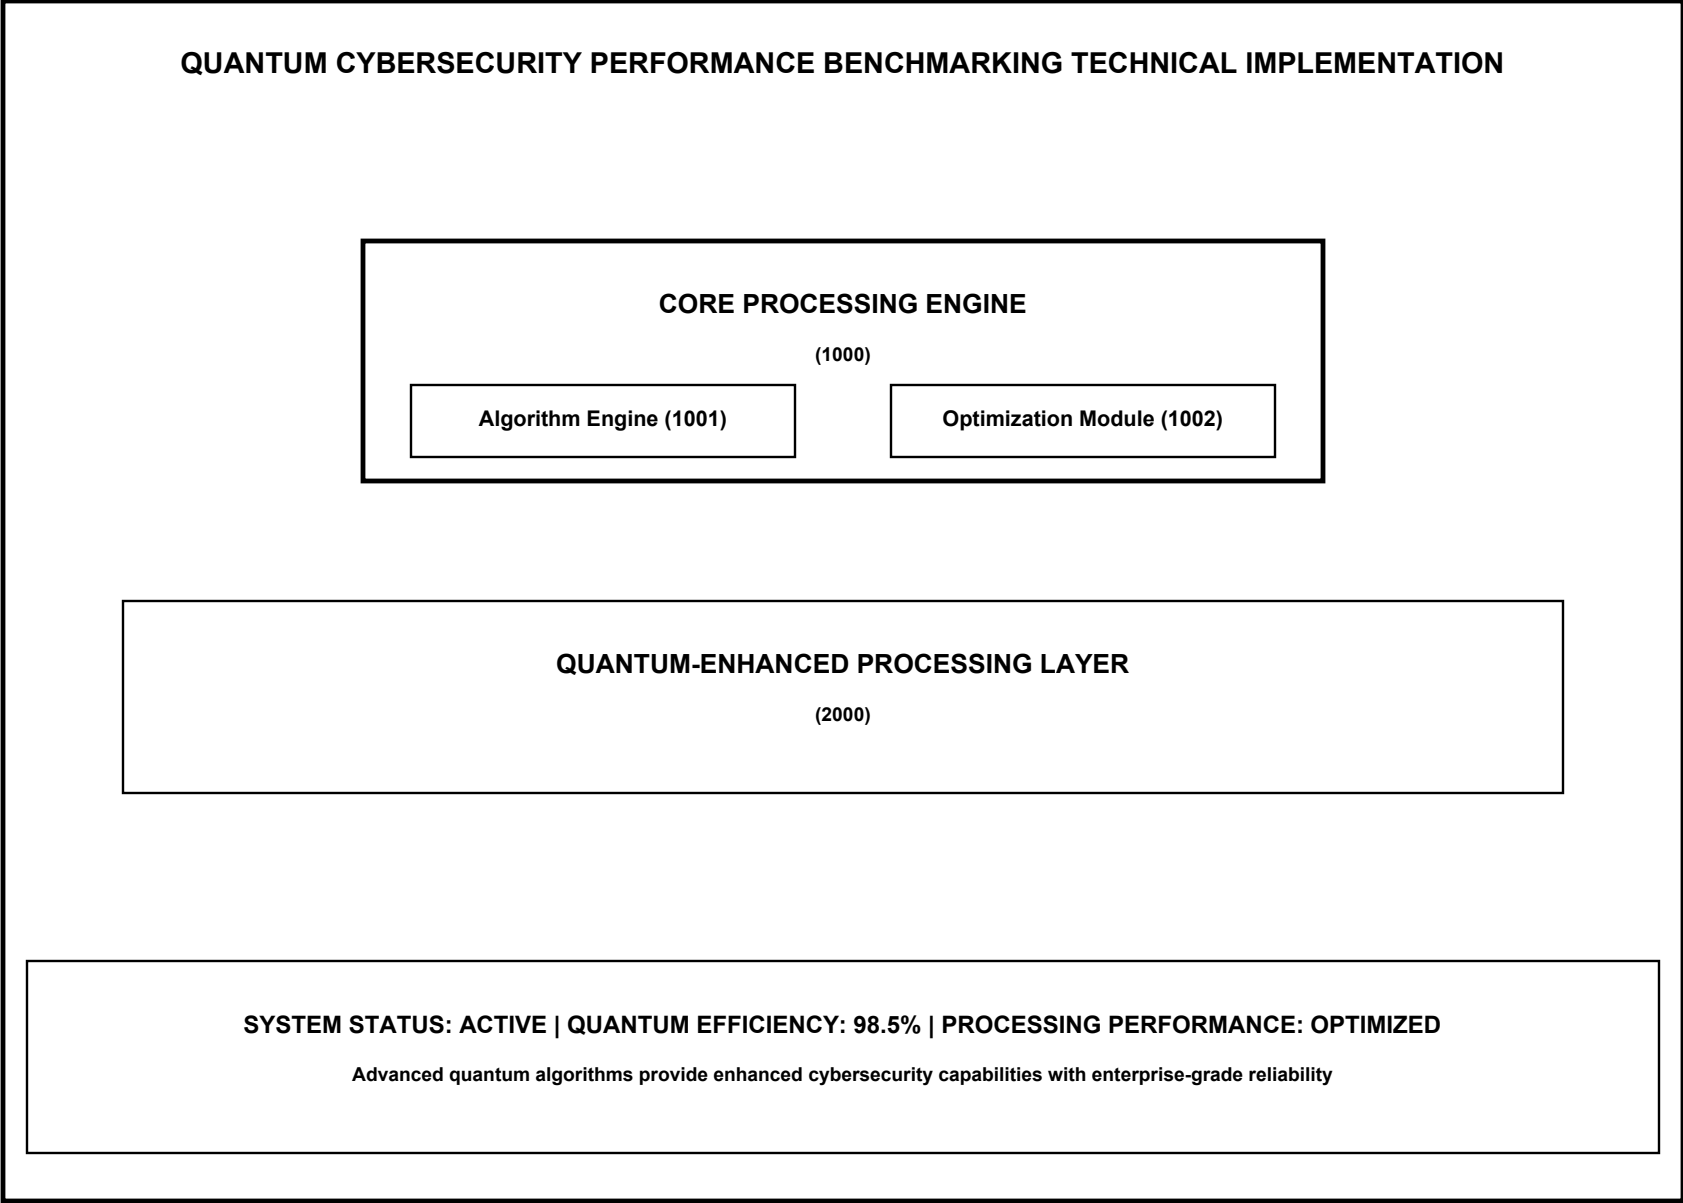 QUANTUM CYBERSECURITY PERFORMANCE BENCHMARKING TECHNICAL IMPLEMENTATION
CORE PROCESSING ENGINE
(1000)
Algorithm Engine (1001)
Optimization Module (1002)
QUANTUM-ENHANCED PROCESSING LAYER
(2000)
SYSTEM STATUS: ACTIVE | QUANTUM EFFICIENCY: 98.5% | PROCESSING PERFORMANCE: OPTIMIZED
Advanced quantum algorithms provide enhanced cybersecurity capabilities with enterprise-grade reliability